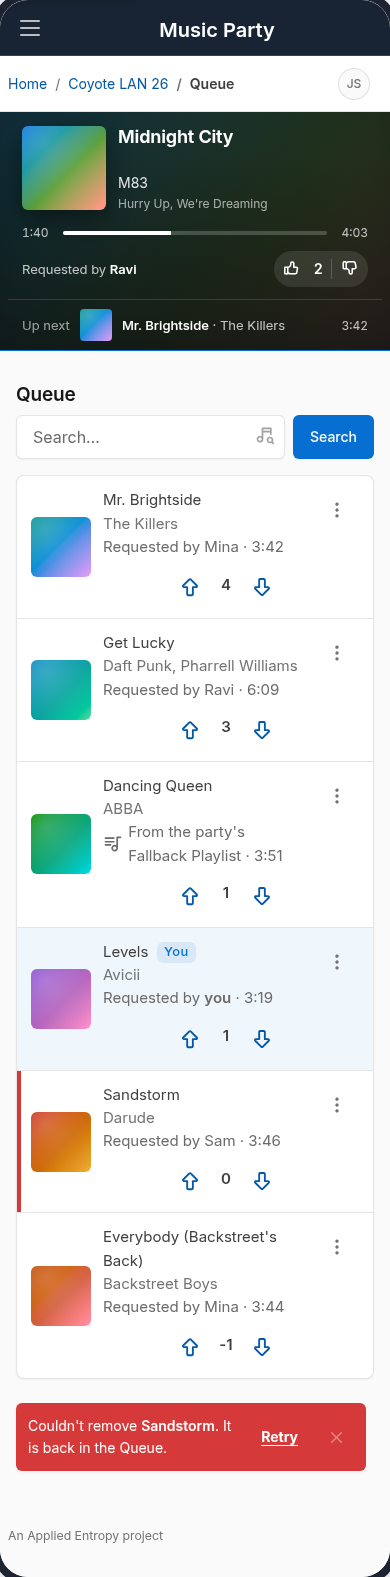 Music Party
Home / Coyote LAN 26 / Queue
JS
Midnight City
M83
Hurry Up, We're Dreaming
1:40 4:03
Requested by Ravi 2
Up next Mr. Brightside · The Killers 3:42
Queue
Search... Search
Mr. Brightside
The Killers
Requested by Mina · 3:42
4
Get Lucky
Daft Punk, Pharrell Williams
Requested by Ravi · 6:09
3
Dancing Queen
ABBA
From the party's
Fallback Playlist · 3:51
1
Levels You
Avicii
Requested by you · 3:19
1
Sandstorm
Darude
Requested by Sam · 3:46
0
Everybody (Backstreet's
Back)
Backstreet Boys
Requested by Mina · 3:44
-1
Couldn't remove Sandstorm. It
is back in the Queue.
Retry
An Applied Entropy project